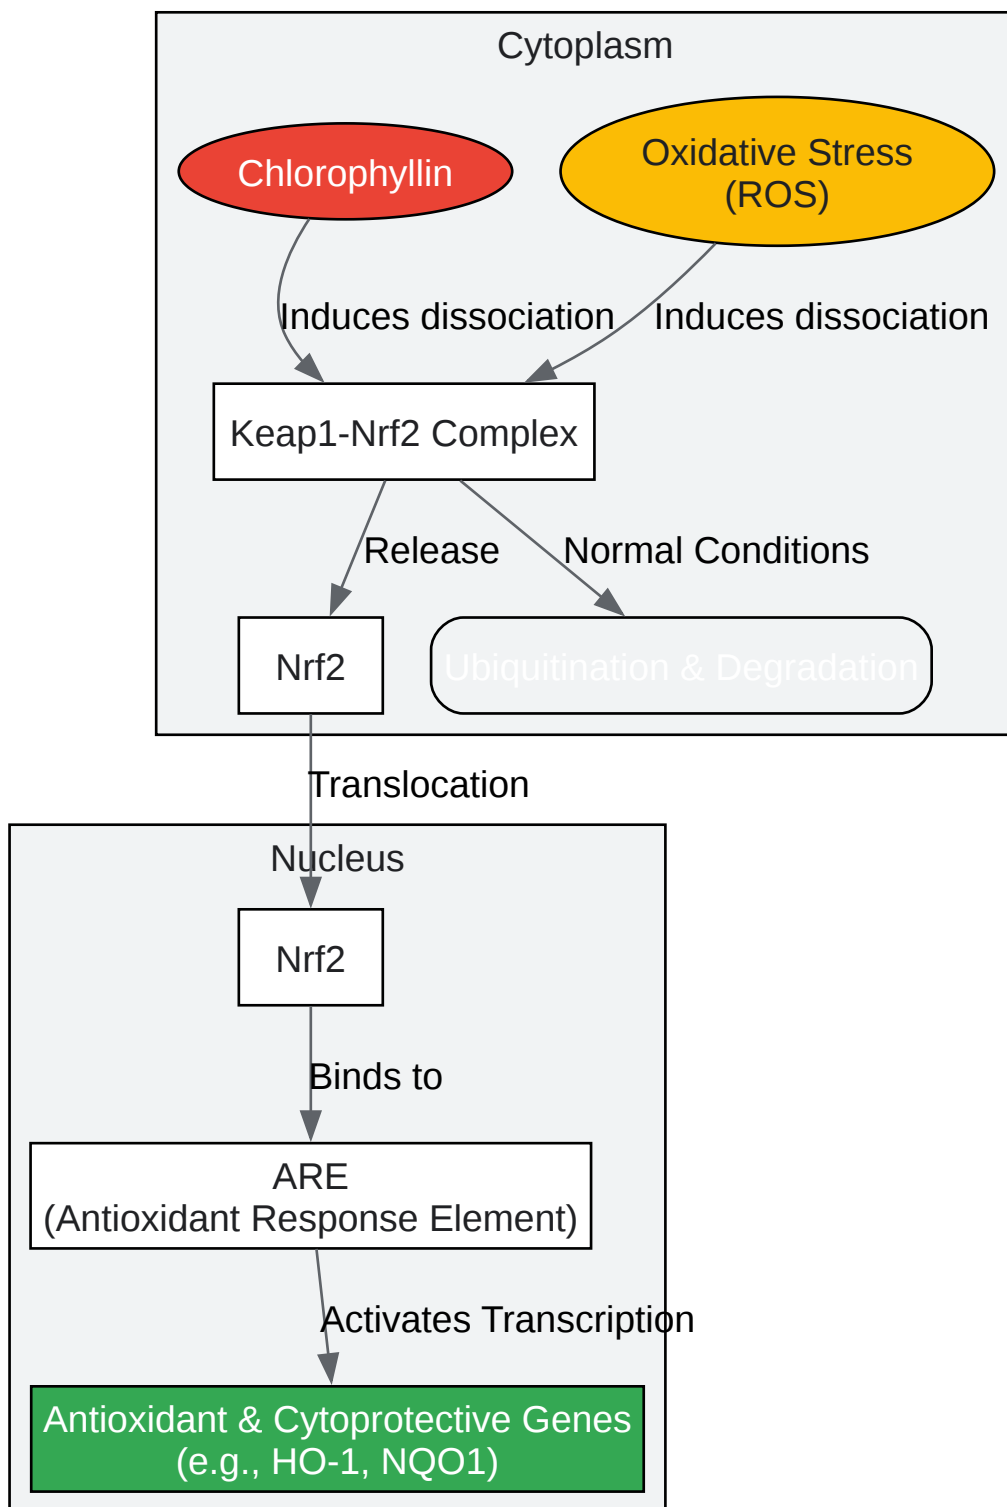 Cytoplasm
Chlorophyllin
Oxidative Stress
(ROS)
Induces dissociation
Induces dissociation
Keap1-Nrf2 Complex
Release
Normal Conditions
Nrf2
Ubiquitination & Degradation
Translocation
Nucleus
Nrf2
Binds to
ARE
(Antioxidant Response Element)
Activates Transcription
Antioxidant & Cytoprotective Genes
(e.g., HO-1, NQO1)